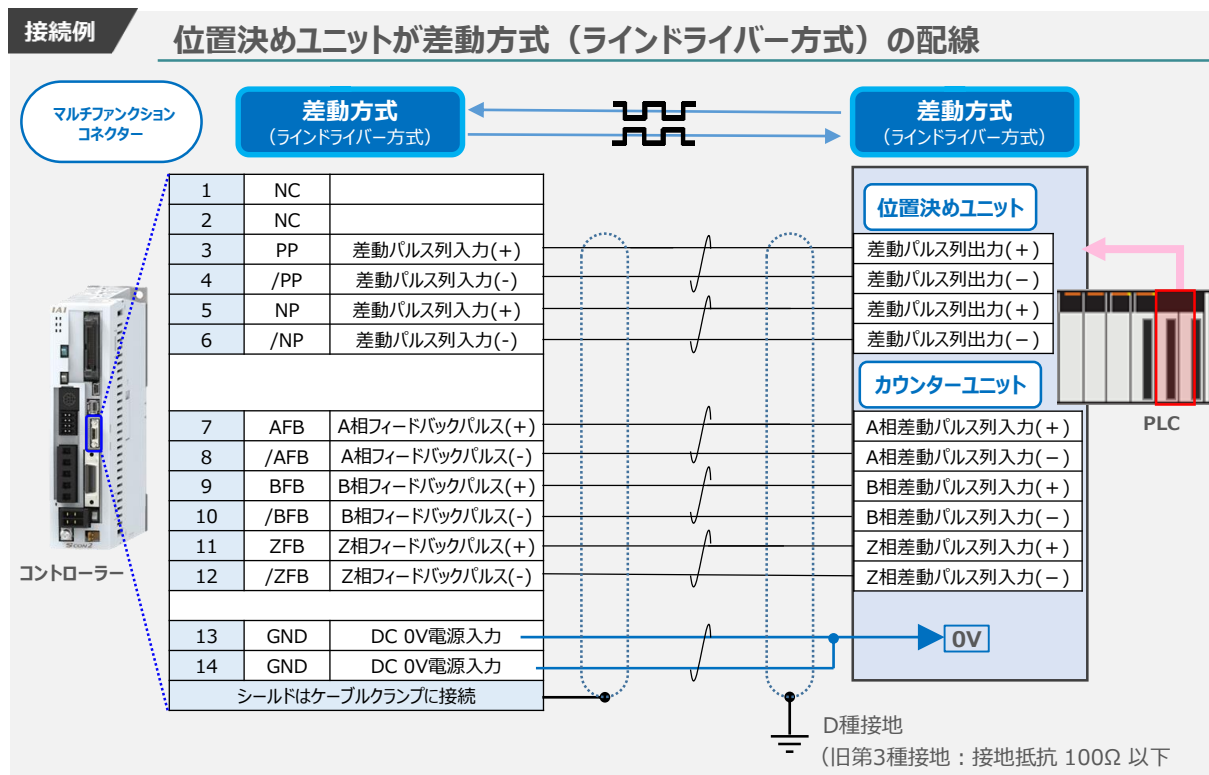 接続例
位置決めユニットが差動方式（ラインドライバー方式）の配線
マルチファンクション
コネクター
差動方式
（ラインドライバー方式）
差動方式
（ラインドライバー方式）
1 NC
2 NC
3 PP 差動パルス列入力(+)
4 /PP 差動パルス列入力(-)
5 NP 差動パルス列入力(+)
6 /NP 差動パルス列入力(-)
7 AFB A相フィードバックパルス(+)
8 /AFB A相フィードバックパルス(-)
9 BFB B相フィードバックパルス(+)
10 /BFB B相フィードバックパルス(-)
11 ZFB Z相フィードバックパルス(+)
12 /ZFB Z相フィードバックパルス(-)
13 GND DC 0V電源入力
14 GND DC 0V電源入力
シールドはケーブルクランプに接続
位置決めユニット
差動パルス列出力(＋)
差動パルス列出力(－)
差動パルス列出力(＋)
差動パルス列出力(－)
カウンターユニット
A相差動パルス列入力(＋)
A相差動パルス列入力(－)
B相差動パルス列入力(＋)
B相差動パルス列入力(－)
Z相差動パルス列入力(＋)
Z相差動パルス列入力(－)
0V
PLC
IAI
SCON2
コントローラー
D種接地
（旧第3種接地：接地抵抗 100Ω 以下